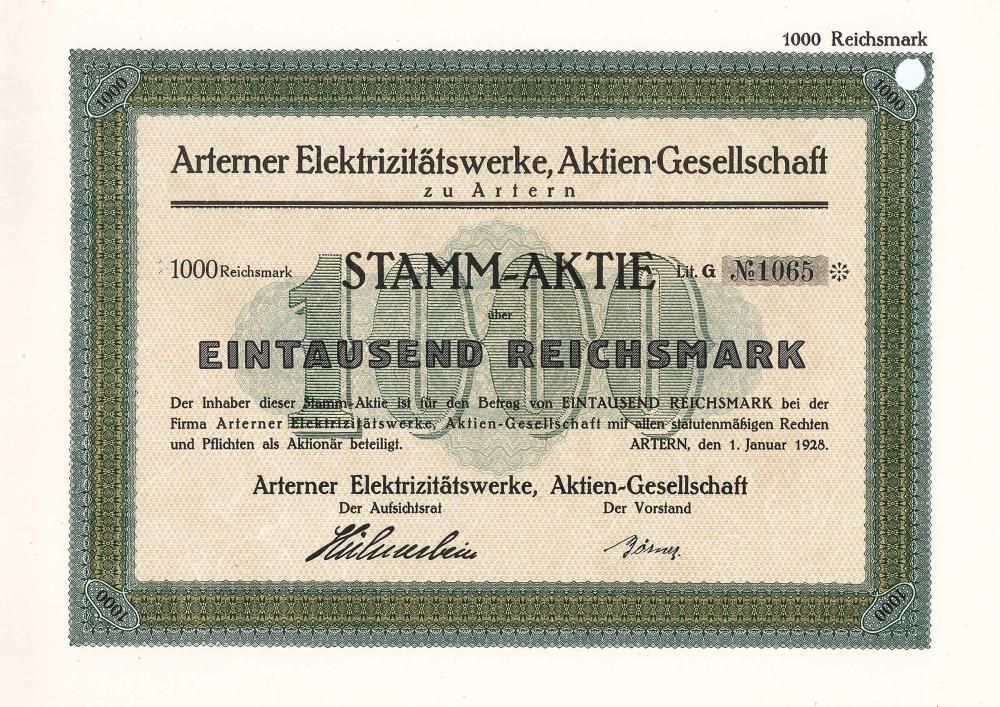 1000 Reichsmark
1000 1000
Arterner Elektrizitätswerke, Aktien-Gesellschaft
zu Artern
1000 Reichsmark STAMM-AKTIE Lit. G № 1065
über
1000
EINTAUSEND REICHSMARK
Der Inhaber dieser Stamm-Aktie ist für den Betrag von EINTAUSEND REICHSMARK bei der
Firma Arterner Elektrizitätswerke, Aktien-Gesellschaft mit allen statutenmäßigen Rechten
und Pflichten als Aktionär beteiligt. ARTERN, den 1. Januar 1928.
Arterner Elektrizitätswerke, Aktien-Gesellschaft
Der Aufsichtsrat Der Vorstand
1000 1000